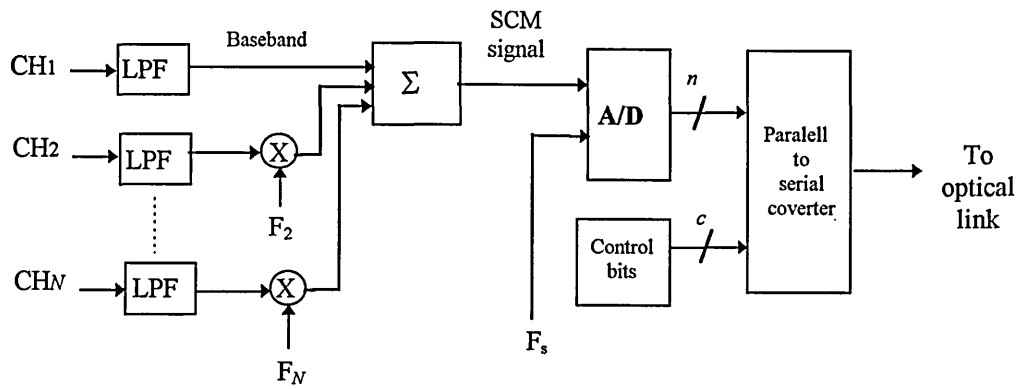 SCM
signal
Baseband
CH1
LPF
Σ
n
A/D
CH2
LPF
X
F2
Paralell
to
serial
coverter
To
optical
link
c
Control
bits
CHN
LPF
X
FN
Fs